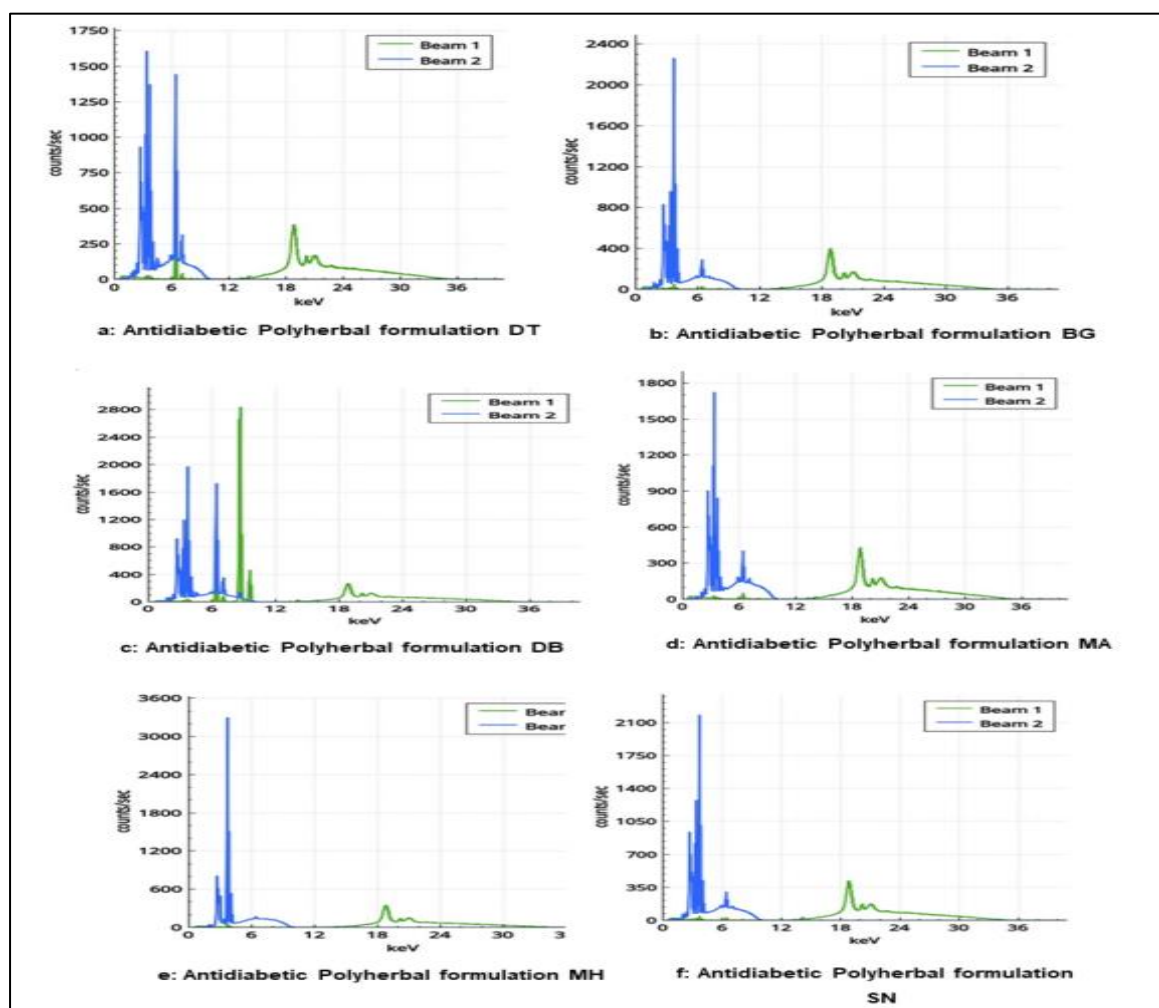 1750
1500
1250
1000
750
500
250
0
counts/sec
Beam 1
Beam 2
0 6 12 18 24 30 36
keV
a: Antidiabetic Polyherbal formulation DT
2400
2000
1600
1200
800
400
0
counts/sec
Beam 1
Beam 2
0 6 12 18 24 30 36
keV
b: Antidiabetic Polyherbal formulation BG
2800
2400
2000
1600
1200
800
400
0
counts/sec
Beam 1
Beam 2
0 6 12 18 24 30 36
keV
c: Antidiabetic Polyherbal formulation DB
1800
1500
1200
900
600
300
0
counts/sec
Beam 1
Beam 2
0 6 12 18 24 30 36
keV
d: Antidiabetic Polyherbal formulation MA
3600
3000
2400
1800
1200
600
0
counts/sec
Bear
Bear
0 6 12 18 24 30 3
keV
e: Antidiabetic Polyherbal formulation MH
2100
1750
1400
1050
700
350
0
counts/sec
Beam 1
Beam 2
0 6 12 18 24 30 36
keV
f: Antidiabetic Polyherbal formulation
SN